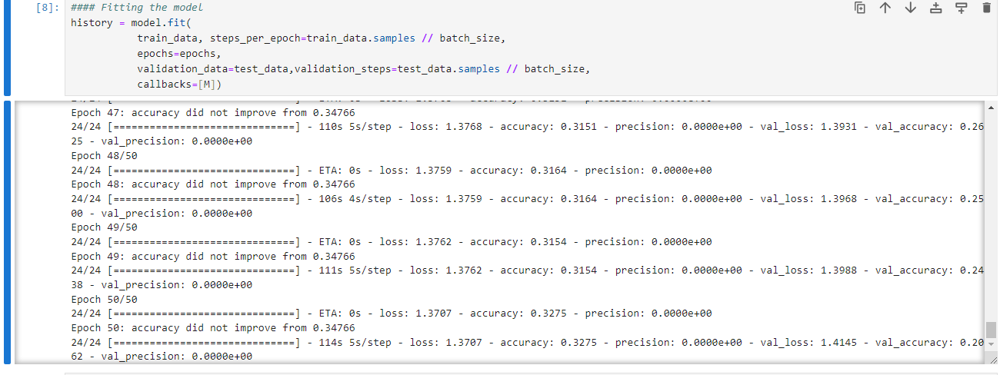 [8]: #### Fitting the model
history = model.fit(
train_data, steps_per_epoch=train_data.samples // batch_size,
epochs=epochs,
validation_data=test_data,validation_steps=test_data.samples // batch_size,
callbacks=[M])
Epoch 47: accuracy did not improve from 0.34766
24/24 [==============================] - 110s 5s/step - loss: 1.3768 - accuracy: 0.3151 - precision: 0.0000e+00 - val_loss: 1.3931 - val_accuracy: 0.26
25 - val_precision: 0.0000e+00
Epoch 48/50
24/24 [==============================] - ETA: 0s - loss: 1.3759 - accuracy: 0.3164 - precision: 0.0000e+00
Epoch 48: accuracy did not improve from 0.34766
24/24 [==============================] - 106s 4s/step - loss: 1.3759 - accuracy: 0.3164 - precision: 0.0000e+00 - val_loss: 1.3968 - val_accuracy: 0.25
00 - val_precision: 0.0000e+00
Epoch 49/50
24/24 [==============================] - ETA: 0s - loss: 1.3762 - accuracy: 0.3154 - precision: 0.0000e+00
Epoch 49: accuracy did not improve from 0.34766
24/24 [==============================] - 111s 5s/step - loss: 1.3762 - accuracy: 0.3154 - precision: 0.0000e+00 - val_loss: 1.3988 - val_accuracy: 0.24
38 - val_precision: 0.0000e+00
Epoch 50/50
24/24 [==============================] - ETA: 0s - loss: 1.3707 - accuracy: 0.3275 - precision: 0.0000e+00
Epoch 50: accuracy did not improve from 0.34766
24/24 [==============================] - 114s 5s/step - loss: 1.3707 - accuracy: 0.3275 - precision: 0.0000e+00 - val_loss: 1.4145 - val_accuracy: 0.20
62 - val_precision: 0.0000e+00